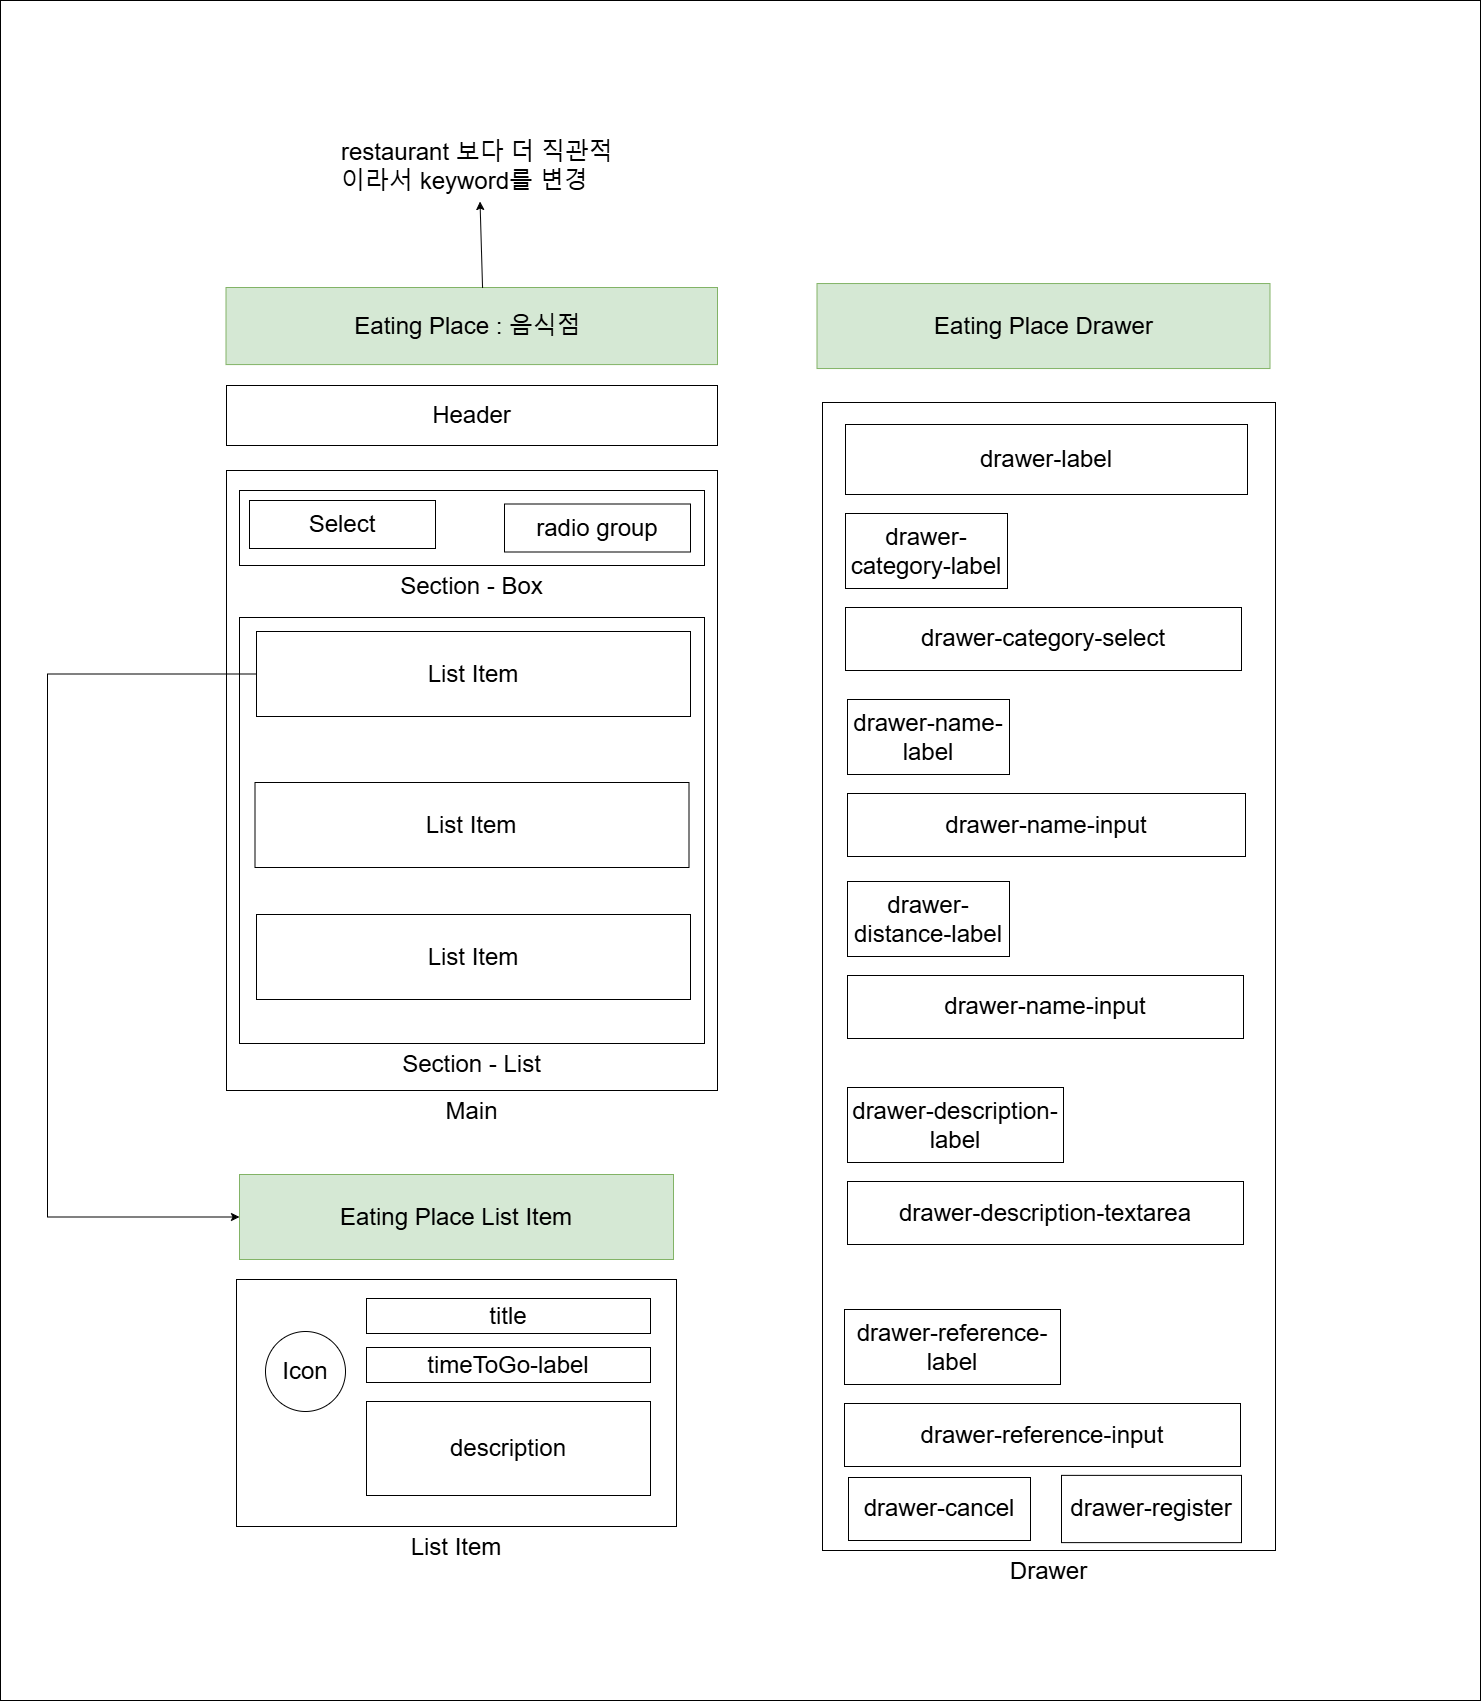 restaurant 보다 더 직관적
이라서 keyword를 변경
Eating Place : 음식점
Header
Select
radio group
Section - Box
List Item
List Item
List Item
Section - List
Main
Eating Place List Item
Icon
title
timeToGo-label
description
List Item
Eating Place Drawer
drawer-label
drawer-
category-label
drawer-category-select
drawer-name-
label
drawer-name-input
drawer-
distance-label
drawer-name-input
drawer-description-
label
drawer-description-textarea
drawer-reference-
label
drawer-reference-input
drawer-cancel
drawer-register
Drawer